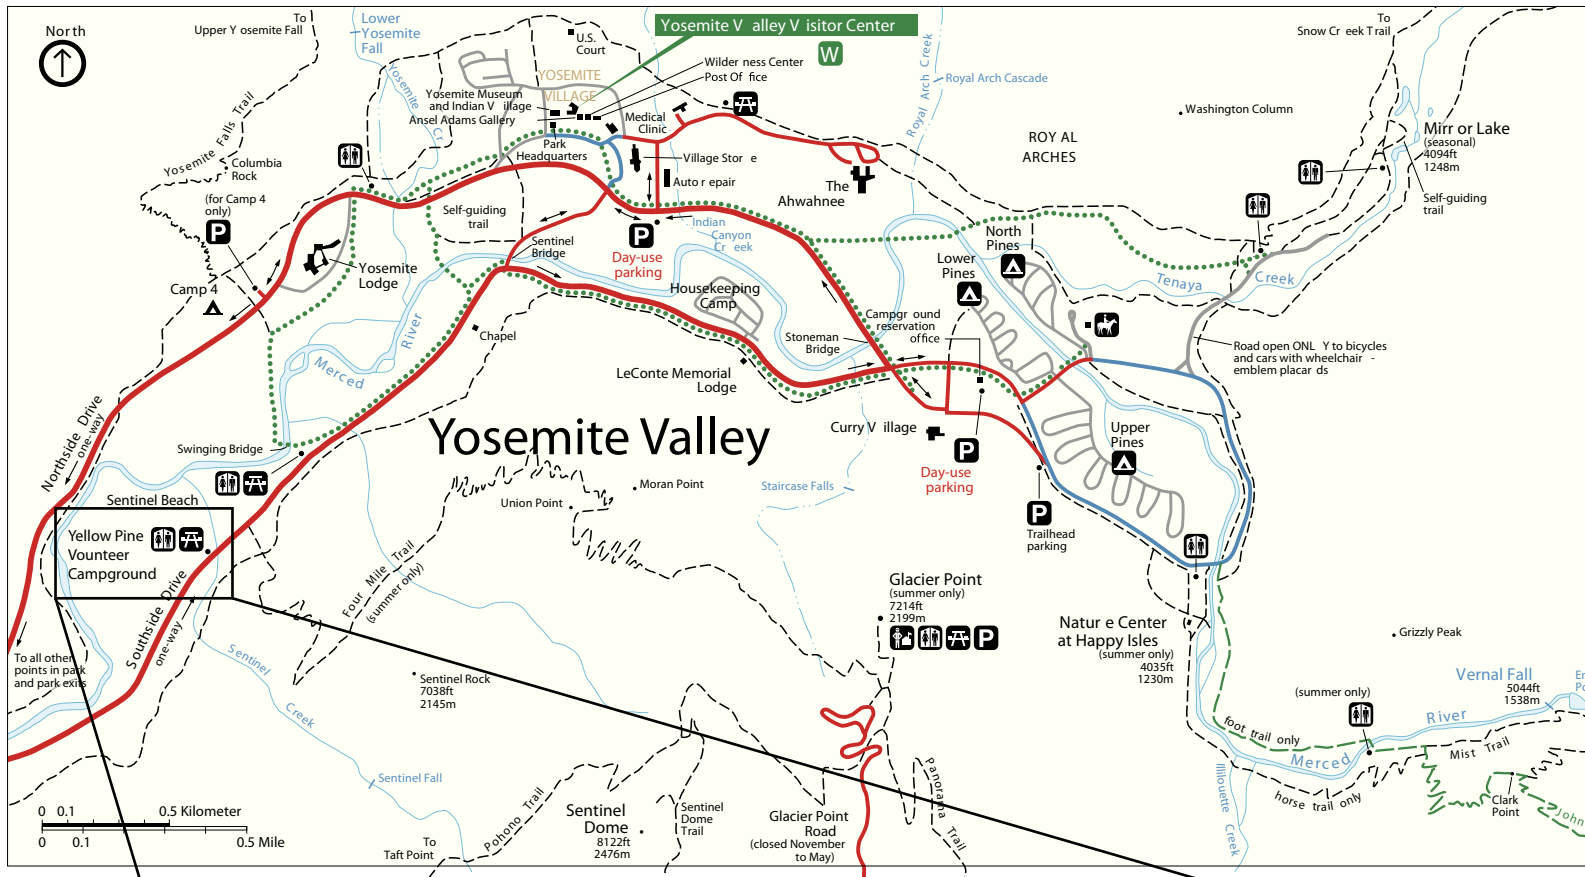 North
To
Upper Y osemite Fall
Lower
Yosemite
Fall
Yosemite
Cr
U.S.
Court
Yosemite V alley V isitor Center
W
YOSEMITE
VILLAGE
Wilder ness Center
Post Of fice
Yosemite Museum
and Indian V illage
Ansel Adams Gallery
Medical
Clinic
Park
Headquarters
Village Stor e
Auto r epair
Royal Arch Creek
Royal Arch Cascade
To
Snow Cr eek T rail
Washington Column
ROY AL
ARCHES
Mirr or Lake
(seasonal)
4094ft
1248m
Self-guiding
trail
Yosemite Falls Trail
Columbia
Rock
(for Camp 4
only)
P
Camp 4
Yosemite
Lodge
Self-guiding
trail
Sentinel
Bridge
P
Day-use
parking
Indian
Canyon
Cr eek
The
Ahwahnee
North
Pines
Lower
Pines
Tenaya
Creek
Housekeeping
Camp
Chapel
River
Merced
LeConte Memorial
Lodge
Stoneman
Bridge
Campgr ound
reservation
office
Road open ONL Y to bicycles
and cars with wheelchair -
emblem placar ds
Yosemite Valley
Curry V illage
P
Day-use
parking
Upper
Pines
Northside Drive
one-way
Swinging Bridge
Sentinel Beach
Moran Point
Union Point
Staircase Falls
P
Trailhead
parking
Yellow Pine
Vounteer
Campground
Southside Drive
one-way
Four Mile Trail
(summer only)
Glacier Point
(summer only)
7214ft
2199m
P
Natur e Center
at Happy Isles
(summer only)
4035ft
1230m
Grizzly Peak
To all other
points in park
and park exits
Sentinel
Creek
Sentinel Rock
7038ft
2145m
Vernal Fall
5044ft
1538m
(summer only)
foot trail only
Merced
River
Mist Trail
horse trail only
Illilouette Creek
Clark
Point
John
Sentinel Fall
0 0.1 0.5 Kilometer
0 0.1 0.5 Mile
To
Taft Point
Pohono Trail
Sentinel
Dome
8122ft
2476m
Sentinel
Dome
Trail
Glacier Point
Road
(closed November
to May)
Panorama Trail